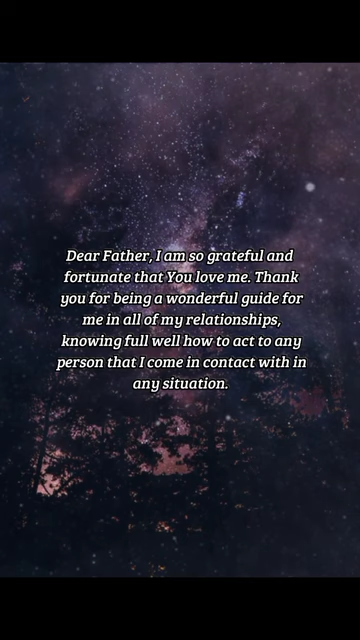 Dear Father, I am so grateful and
fortunate that You love me. Thank
you for being a wonderful guide for
me in all of my relationships,
knowing full well how to act to any
person that I come in contact with in
any situation.